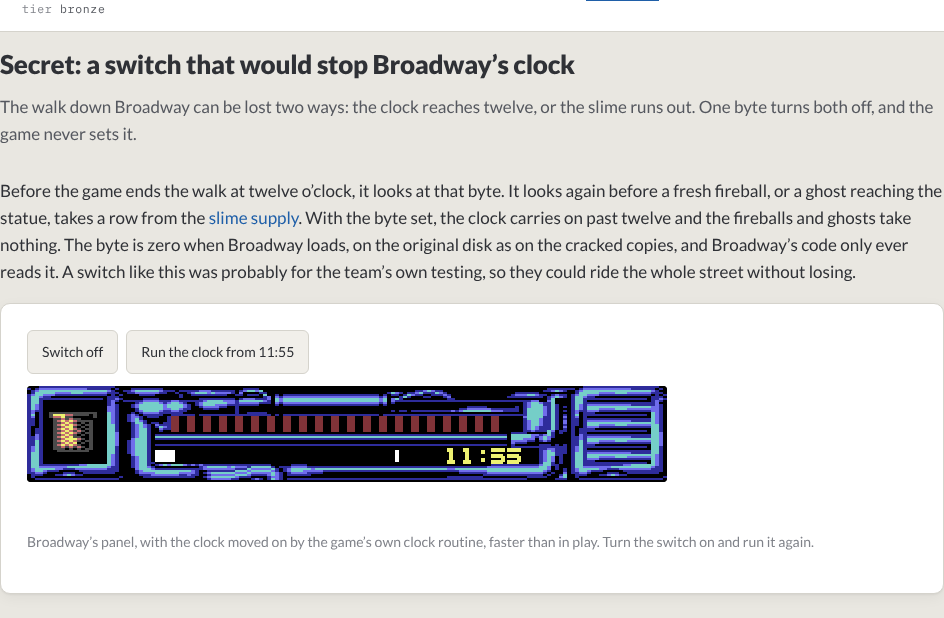 tier bronze
Secret: a switch that would stop Broadway’s clock
The walk down Broadway can be lost two ways: the clock reaches twelve, or the slime runs out. One byte turns both off, and the
game never sets it.
Before the game ends the walk at twelve o’clock, it looks at that byte. It looks again before a fresh fireball, or a ghost reaching the
statue, takes a row from the slime supply. With the byte set, the clock carries on past twelve and the fireballs and ghosts take
nothing. The byte is zero when Broadway loads, on the original disk as on the cracked copies, and Broadway’s code only ever
reads it. A switch like this was probably for the team’s own testing, so they could ride the whole street without losing.
Switch off
Run the clock from 11:55
11:55
Broadway’s panel, with the clock moved on by the game’s own clock routine, faster than in play. Turn the switch on and run it again.